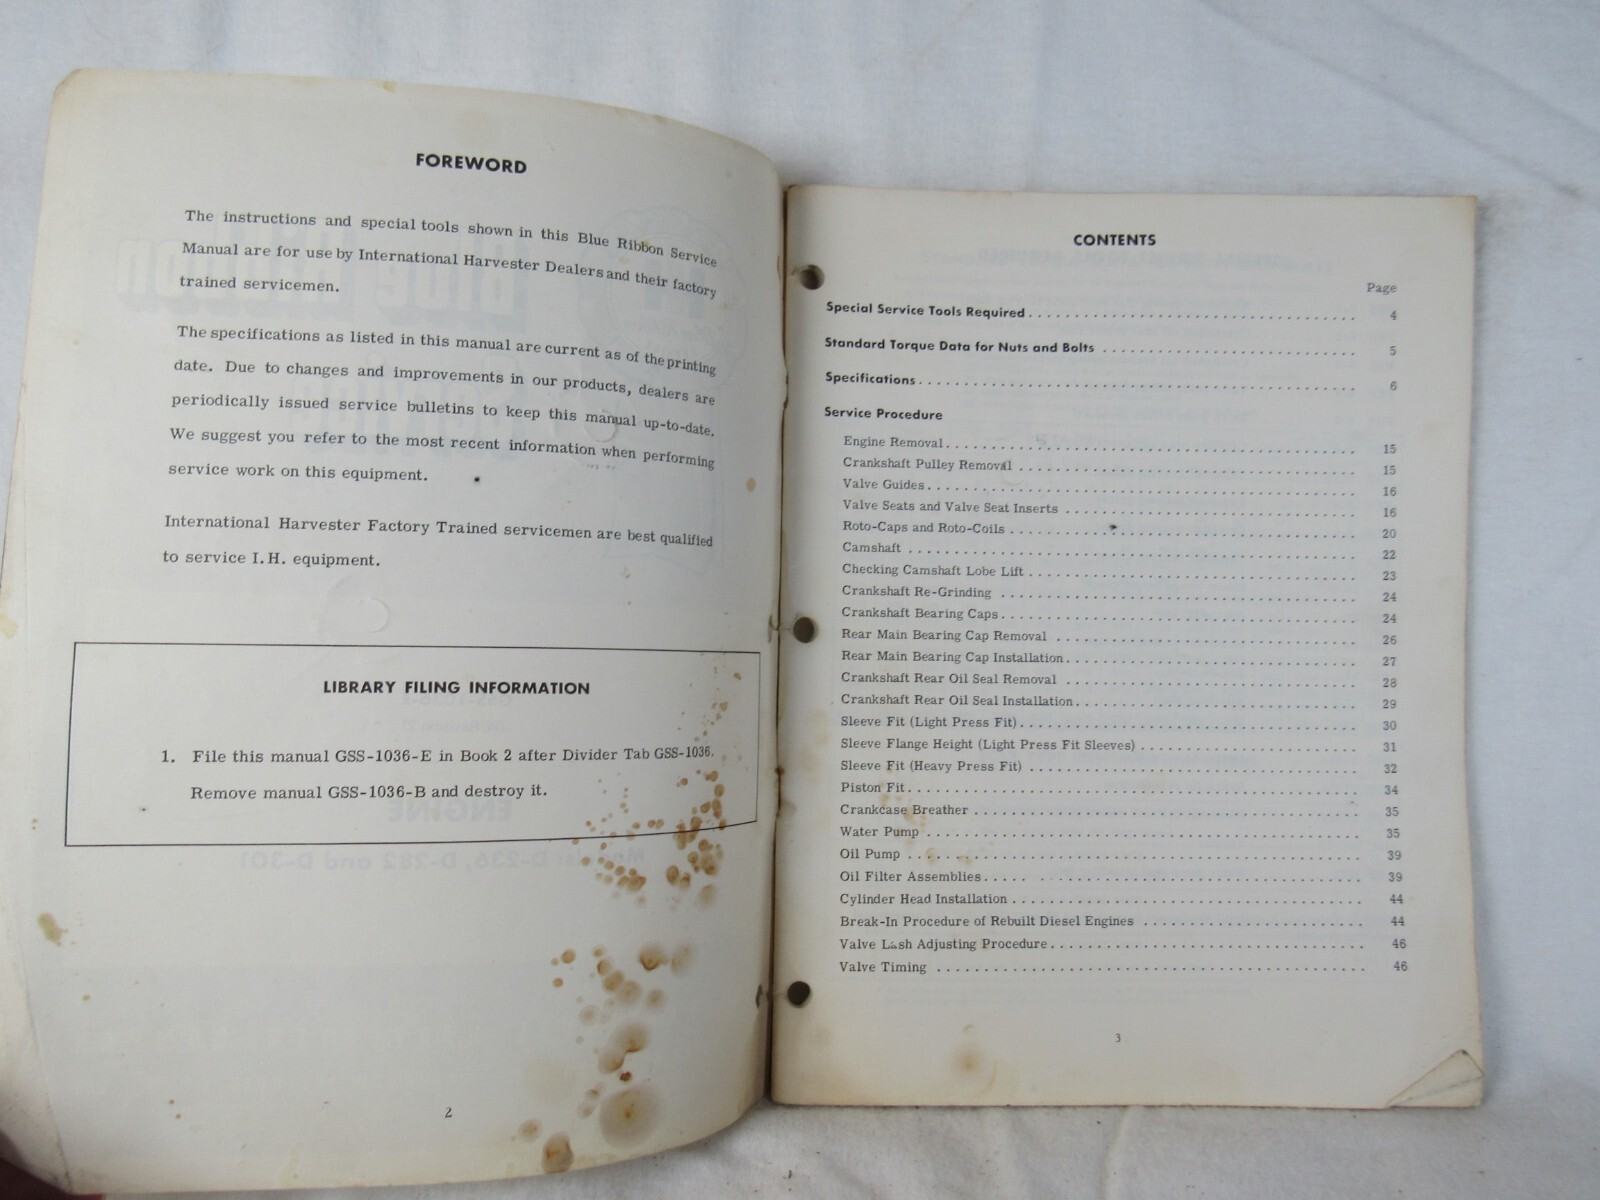 FOREWORD
The instructions and special tools shown in this Blue Ribbon Service
Manual are for use by International Harvester Dealers and their factory
trained servicemen.
The specifications as listed in this manual are current as of the printing
date. Due to changes and improvements in our products, dealers are
periodically issued service bulletins to keep this manual up-to-date.
We suggest you refer to the most recent information when performing
service work on this equipment.
International Harvester Factory Trained servicemen are best qualified
to service I.H. equipment.
LIBRARY FILING INFORMATION
1. File this manual GSS-1036-E in Book 2 after Divider Tab GSS-1036.
Remove manual GSS-1036-B and destroy it.
2
CONTENTS
Page
Special Service Tools Required 4
Standard Torque Data for Nuts and Bolts 5
Specifications 6
Service Procedure
Engine Removal 15
Crankshaft Pulley Removal 15
Valve Guides 16
Valve Seats and Valve Seat Inserts 16
Roto-Caps and Roto-Coils 20
Camshaft 22
Checking Camshaft Lobe Lift 23
Crankshaft Re-Grinding 24
Crankshaft Bearing Caps 24
Rear Main Bearing Cap Removal 26
Rear Main Bearing Cap Installation 27
Crankshaft Rear Oil Seal Removal 28
Crankshaft Rear Oil Seal Installation 29
Sleeve Fit (Light Press Fit) 30
Sleeve Flange Height (Light Press Fit Sleeves) 31
Sleeve Fit (Heavy Press Fit) 32
Piston Fit 34
Crankcase Breather 35
Water Pump 35
Oil Pump 39
Oil Filter Assemblies 39
Cylinder Head Installation 44
Break-In Procedure of Rebuilt Diesel Engines 44
Valve Lash Adjusting Procedure 46
Valve Timing 46
3